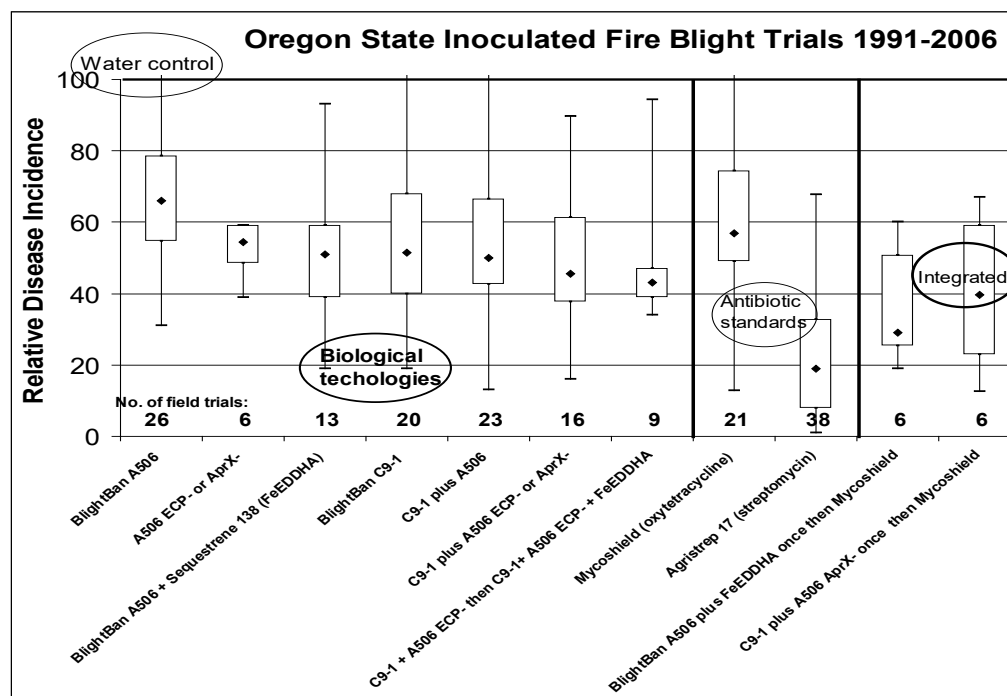 Oregon State Inoculated Fire Blight Trials 1991-2006
Water control
Relative Disease Incidence
100
80
60
40
20
0
Biological
techologies
Antibiotic
standards
Integrated
No. of field trials:
26 6 13 20 23 16 9 21 38 6 6
BlightBan A506
A506 ECP- or AprX-
BlightBan A506 + Sequestrene 138 (FeEDDHA)
BlightBan C9-1
C9-1 plus A506
C9-1 plus A506 ECP- or AprX-
C9-1 + A506 ECP- then C9-1+ A506 ECP- + FeEDDHA
Mycoshield (oxytetracycline)
Agristrep 17 (streptomycin)
BlightBan A506 plus FeEDDHA once then Mycoshield
C9-1 plus A506 AprX- once then Mycoshield